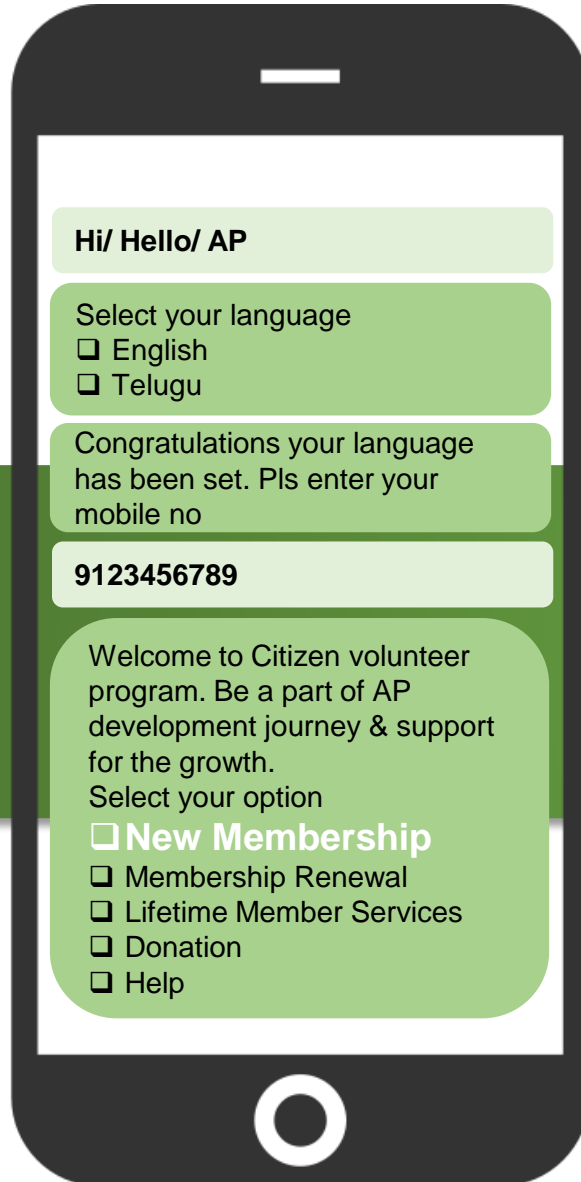 Hi/ Hello/ AP
Select your language
❑ English
❑ Telugu
Congratulations your language
has been set. Pls enter your
mobile no
9123456789
Welcome to Citizen volunteer
program. Be a part of AP
development journey & support
for the growth.
Select your option
❑ New Membership
❑ Membership Renewal
❑ Lifetime Member Services
❑ Donation
❑ Help